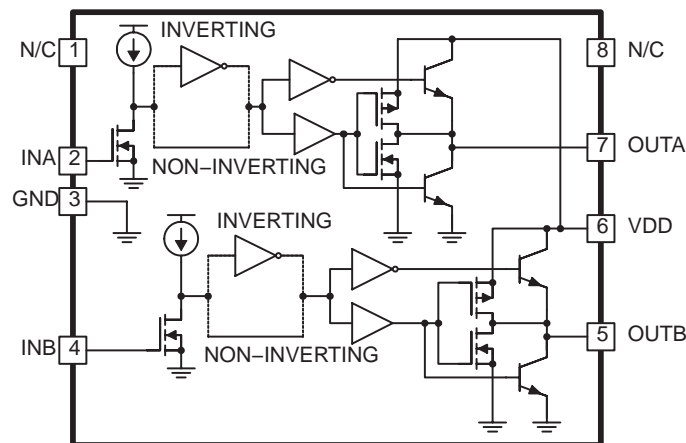 INVERTING
N/C 1
8 N/C
INA 2
7 OUTA
NON–INVERTING
GND 3
INVERTING
6 VDD
INB 4
5 OUTB
NON–INVERTING